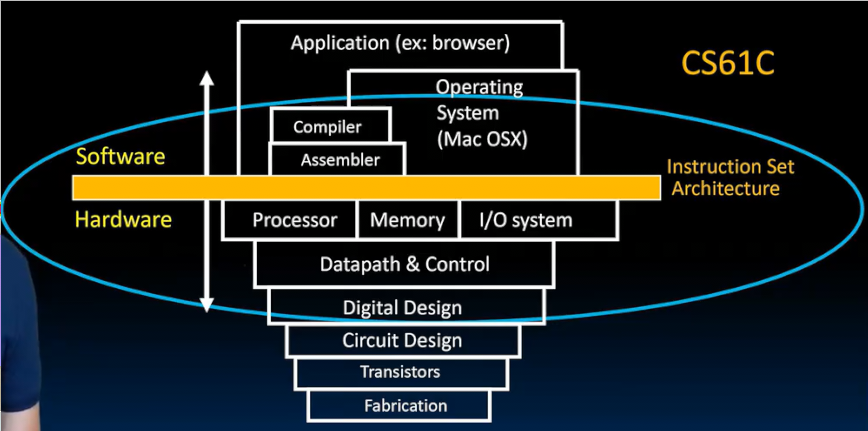 Application (ex: browser)
CS61C
Operating
System
(Mac OSX)
Compiler
Assembler
Software
Instruction Set
Architecture
Hardware
Processor
Memory
I/O system
Datapath & Control
Digital Design
Circuit Design
Transistors
Fabrication